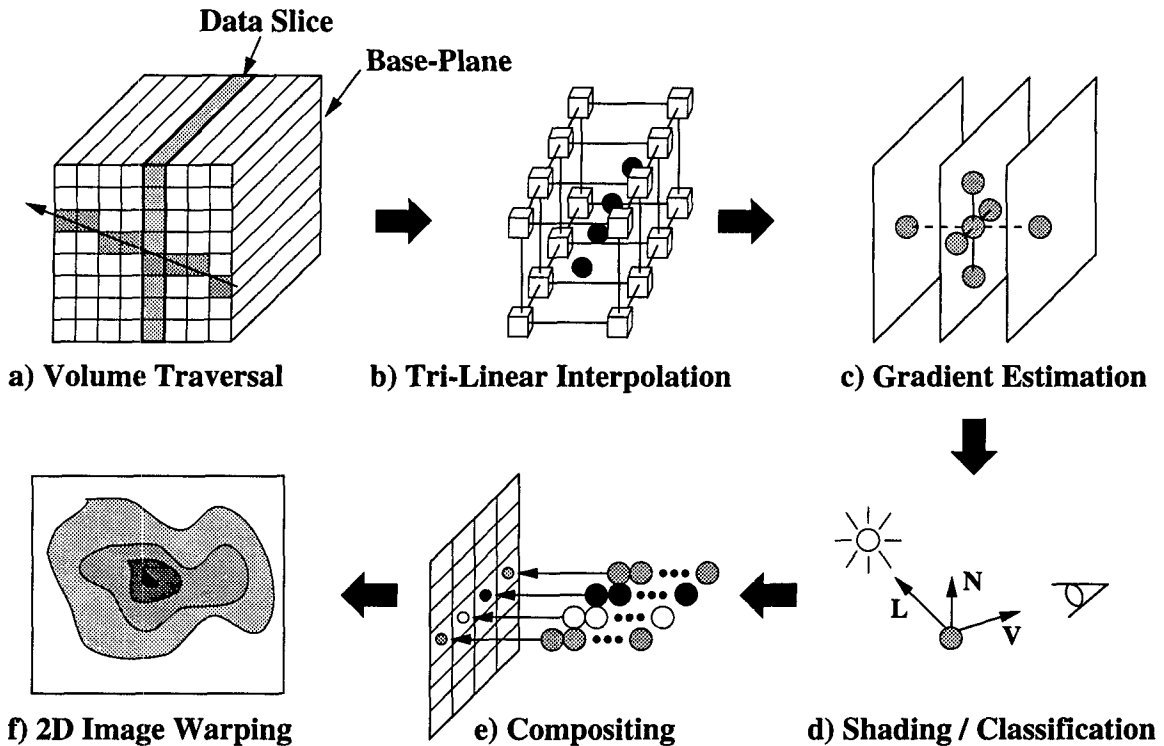 Data Slice
Base-Plane
a) Volume Traversal
b) Tri-Linear Interpolation
c) Gradient Estimation
L
N
V
f) 2D Image Warping
e) Compositing
d) Shading / Classification